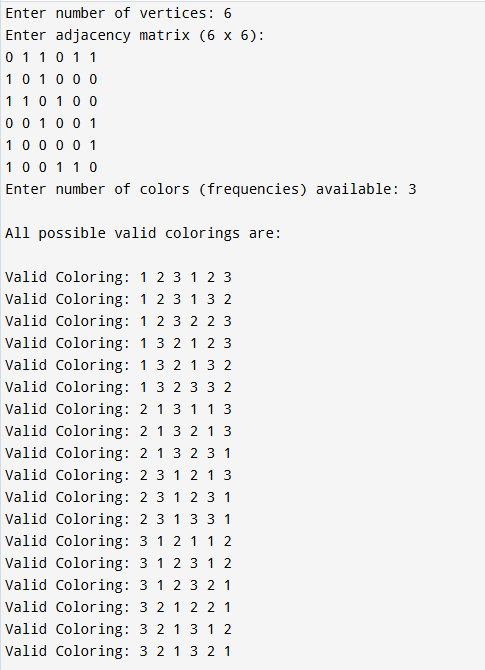 Enter number of vertices: 6
Enter adjacency matrix (6 x 6):
0 1 1 0 1 1
1 0 1 0 0 0
1 1 0 1 0 0
0 0 1 0 0 1
1 0 0 0 0 1
1 0 0 1 1 0
Enter number of colors (frequencies) available: 3
All possible valid colorings are:
Valid Coloring: 1 2 3 1 2 3
Valid Coloring: 1 2 3 1 3 2
Valid Coloring: 1 2 3 2 2 3
Valid Coloring: 1 3 2 1 2 3
Valid Coloring: 1 3 2 1 3 2
Valid Coloring: 1 3 2 3 3 2
Valid Coloring: 2 1 3 1 1 3
Valid Coloring: 2 1 3 2 1 3
Valid Coloring: 2 1 3 2 3 1
Valid Coloring: 2 3 1 2 1 3
Valid Coloring: 2 3 1 2 3 1
Valid Coloring: 2 3 1 3 3 1
Valid Coloring: 3 1 2 1 1 2
Valid Coloring: 3 1 2 3 1 2
Valid Coloring: 3 1 2 3 2 1
Valid Coloring: 3 2 1 2 2 1
Valid Coloring: 3 2 1 3 1 2
Valid Coloring: 3 2 1 3 2 1